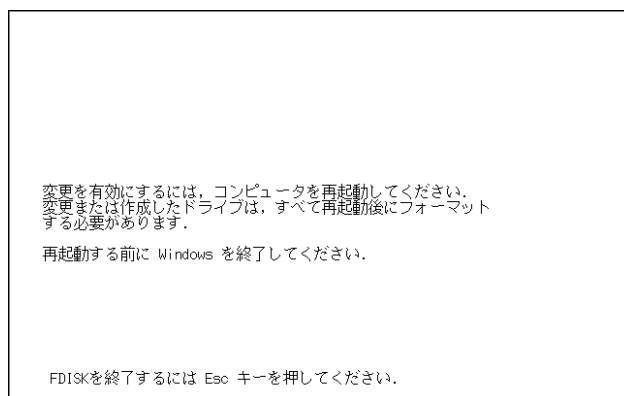 変更を有効にするには，コンピュータを再起動してください．
変更または作成したドライブは，すべて再起動後にフォーマット
する必要があります．
再起動する前に Windows を終了してください．
FDISKを終了するには Esc キーを押してください．